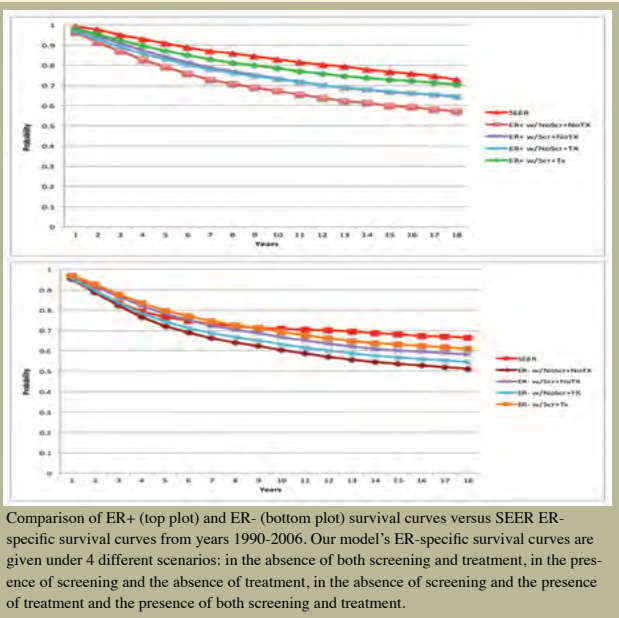 1
0.9
0.8
0.7
0.6
0.5
0.4
0.3
0.2
0.1
0
Probability
1 2 3 4 5 6 7 8 9 10 11 12 13 14 15 16 17 18
Years
SEER
ER+ w/NoScr+NoTX
ER+ w/Scr+NoTX
ER+ w/NoScr+TX
ER+ w/Scr+Tx
1
0.9
0.8
0.7
0.6
0.5
0.4
0.3
0.2
0.1
0
Probability
1 2 3 4 5 6 7 8 9 10 11 12 13 14 15 16 17 18
Years
SEER
ER- w/NoScr+NoTX
ER- w/Scr+NoTX
ER- w/NoScr+TX
ER- w/Scr+Tx
Comparison of ER+ (top plot) and ER- (bottom plot) survival curves versus SEER ER-
specific survival curves from years 1990-2006. Our model’s ER-specific survival curves are
given under 4 different scenarios: in the absence of both screening and treatment, in the pres-
ence of screening and the absence of treatment, in the absence of screening and the presence
of treatment and the presence of both screening and treatment.